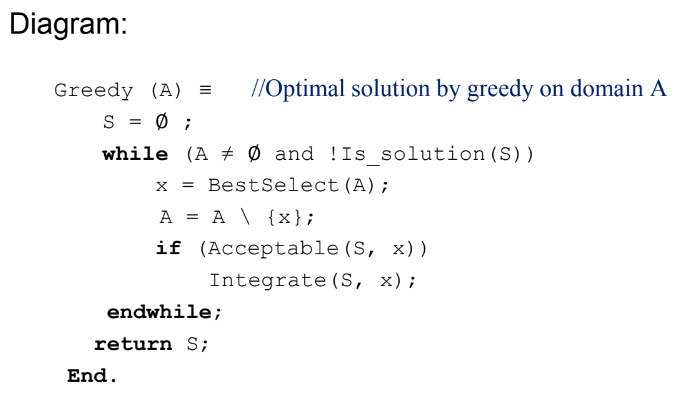 Diagram:
Greedy (A) ≡ //Optimal solution by greedy on domain A
S = Ø ;
while (A ≠ Ø and !Is_solution(S))
x = BestSelect(A);
A = A \ {x};
if (Acceptable(S, x))
Integrate(S, x);
endwhile;
return S;
End.